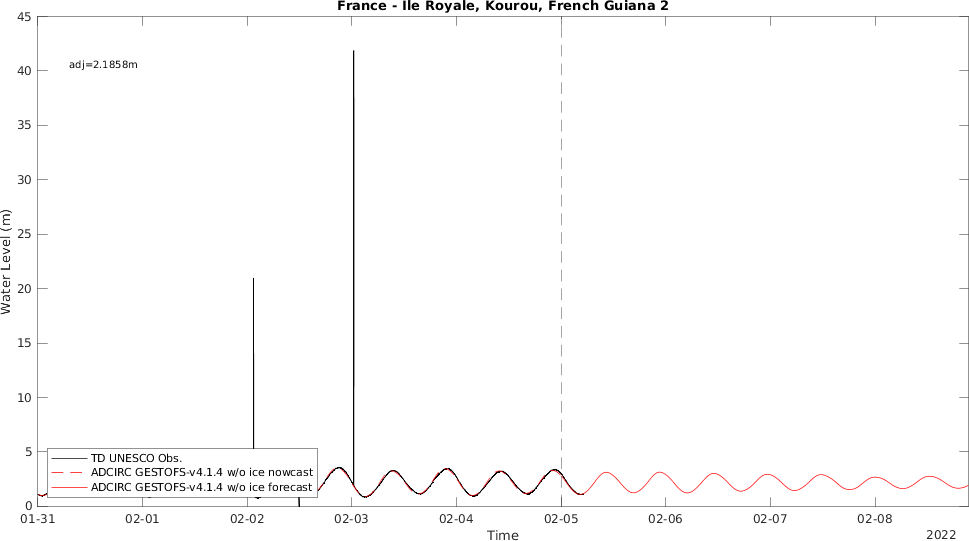 France - Ile Royale, Kourou, French Guiana 2
45
adj=2.1858m
40
35
30
25
20
15
10
5
0
Water Level (m)
TD UNESCO Obs.
ADCIRC GESTOFS-v4.1.4 w/o ice nowcast
ADCIRC GESTOFS-v4.1.4 w/o ice forecast
01-31 02-01 02-02 02-03 02-04 02-05 02-06 02-07 02-08
Time
2022